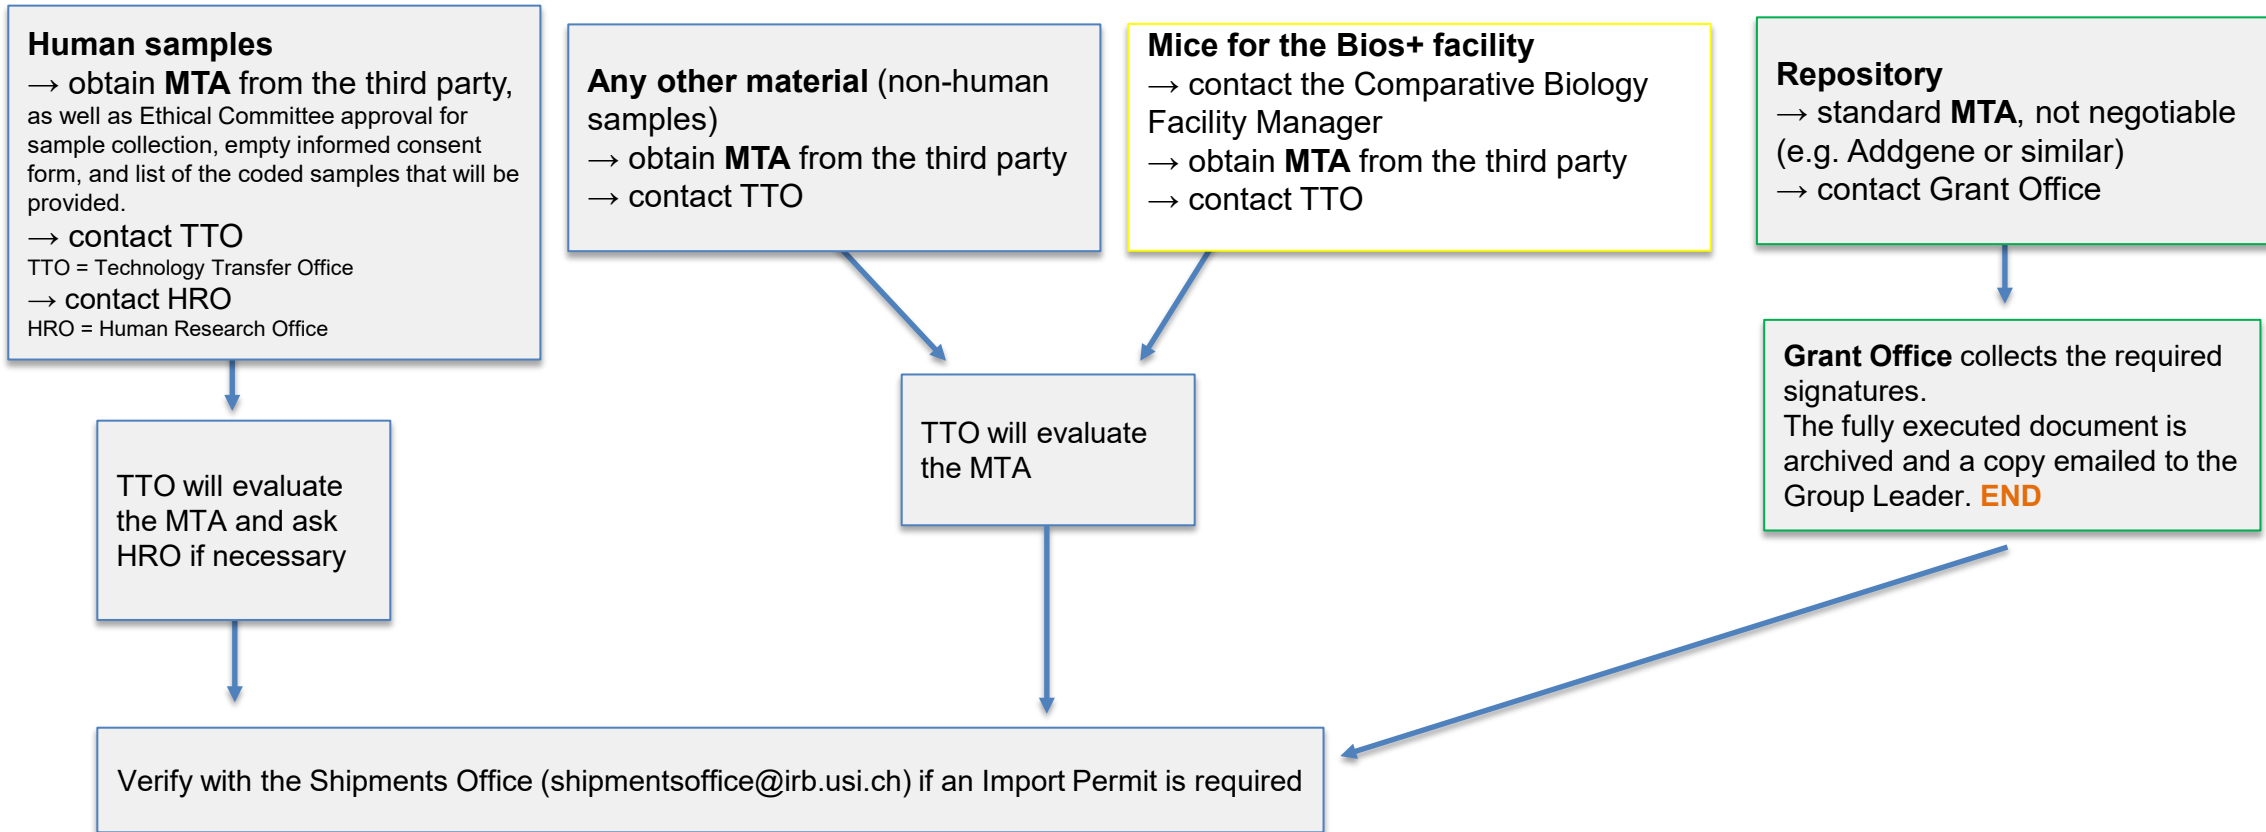 Human samples
→ obtain MTA from the third party,
as well as Ethical Committee approval for
sample collection, empty informed consent
form, and list of the coded samples that will be
provided.
→ contact TTO
TTO = Technology Transfer Office
→ contact HRO
HRO = Human Research Office
Any other material (non-human
samples)
→ obtain MTA from the third party
→ contact TTO
Mice for the Bios+ facility
→ contact the Comparative Biology
Facility Manager
→ obtain MTA from the third party
→ contact TTO
Repository
→ standard MTA, not negotiable
(e.g. Addgene or similar)
→ contact Grant Office
TTO will evaluate
the MTA and ask
HRO if necessary
TTO will evaluate
the MTA
Grant Office collects the required
signatures.
The fully executed document is
archived and a copy emailed to the
Group Leader. END
Verify with the Shipments Office (shipmentsoffice@irb.usi.ch) if an Import Permit is required